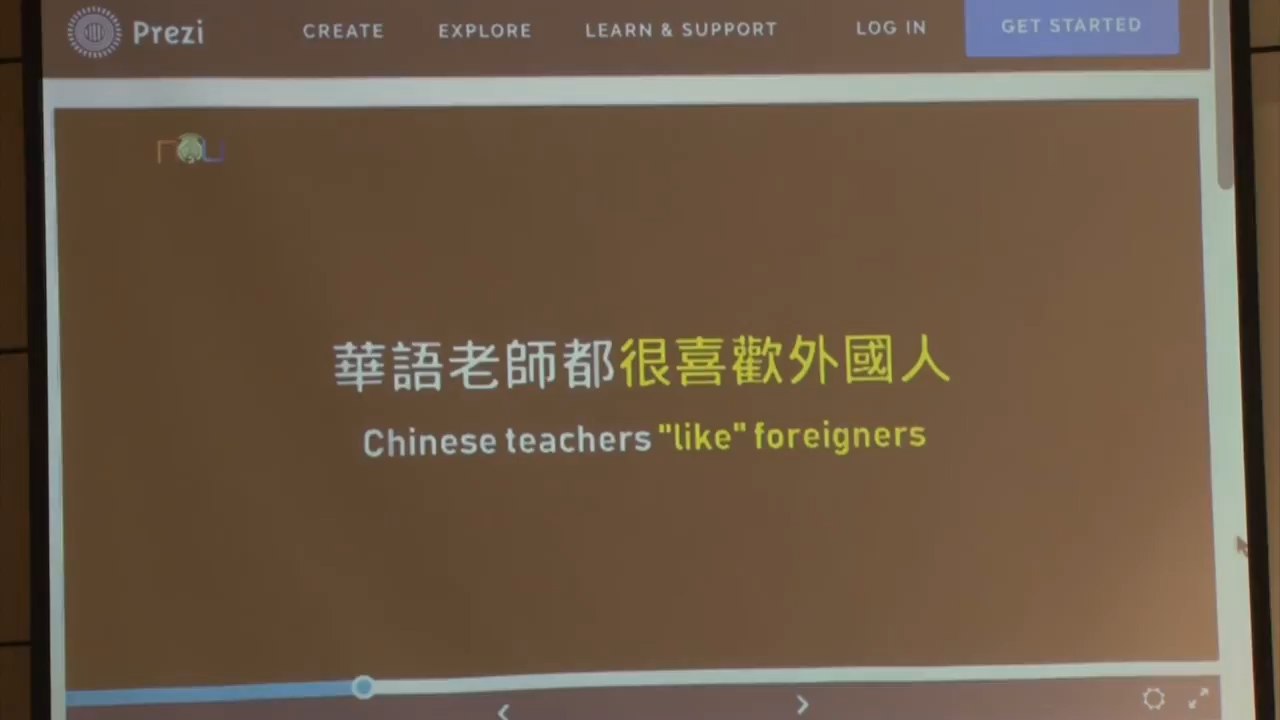 Prezi
CREATE
EXPLORE
LEARN & SUPPORT
LOG IN
GET STARTED
華語老師都很喜歡外國人
Chinese teachers "like" foreigners